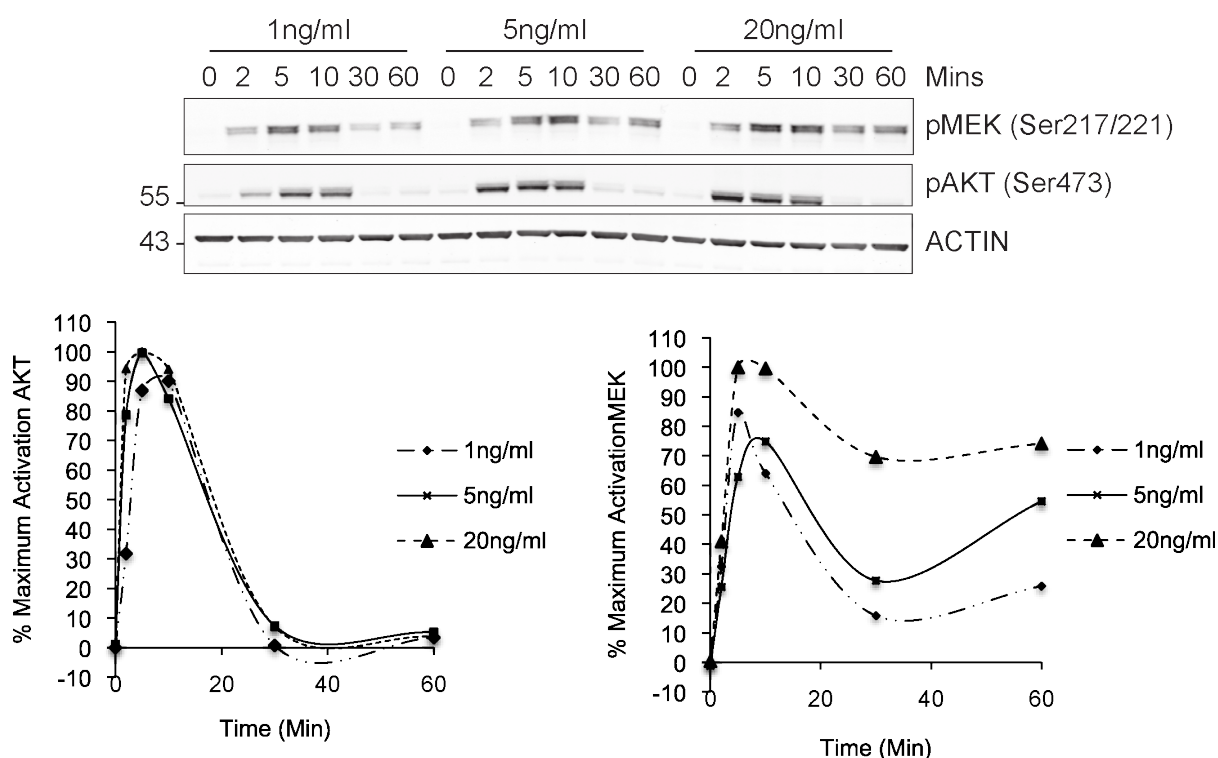 1ng/ml 5ng/ml 20ng/ml
0 2 5 10 30 60 0 2 5 10 30 60 0 2 5 10 30 60 Mins
pMEK (Ser217/221)
55 pAKT (Ser473)
43 ACTIN
% Maximum Activation AKT
110
100
90
80
70
60
50
40
30
20
10
0
-10
0 20 40 60
Time (Min)
1ng/ml
5ng/ml
20ng/ml
% Maximum ActivationMEK
110
100
90
80
70
60
50
40
30
20
10
0
-10
0 20 40 60
Time (Min)
1ng/ml
5ng/ml
20ng/ml